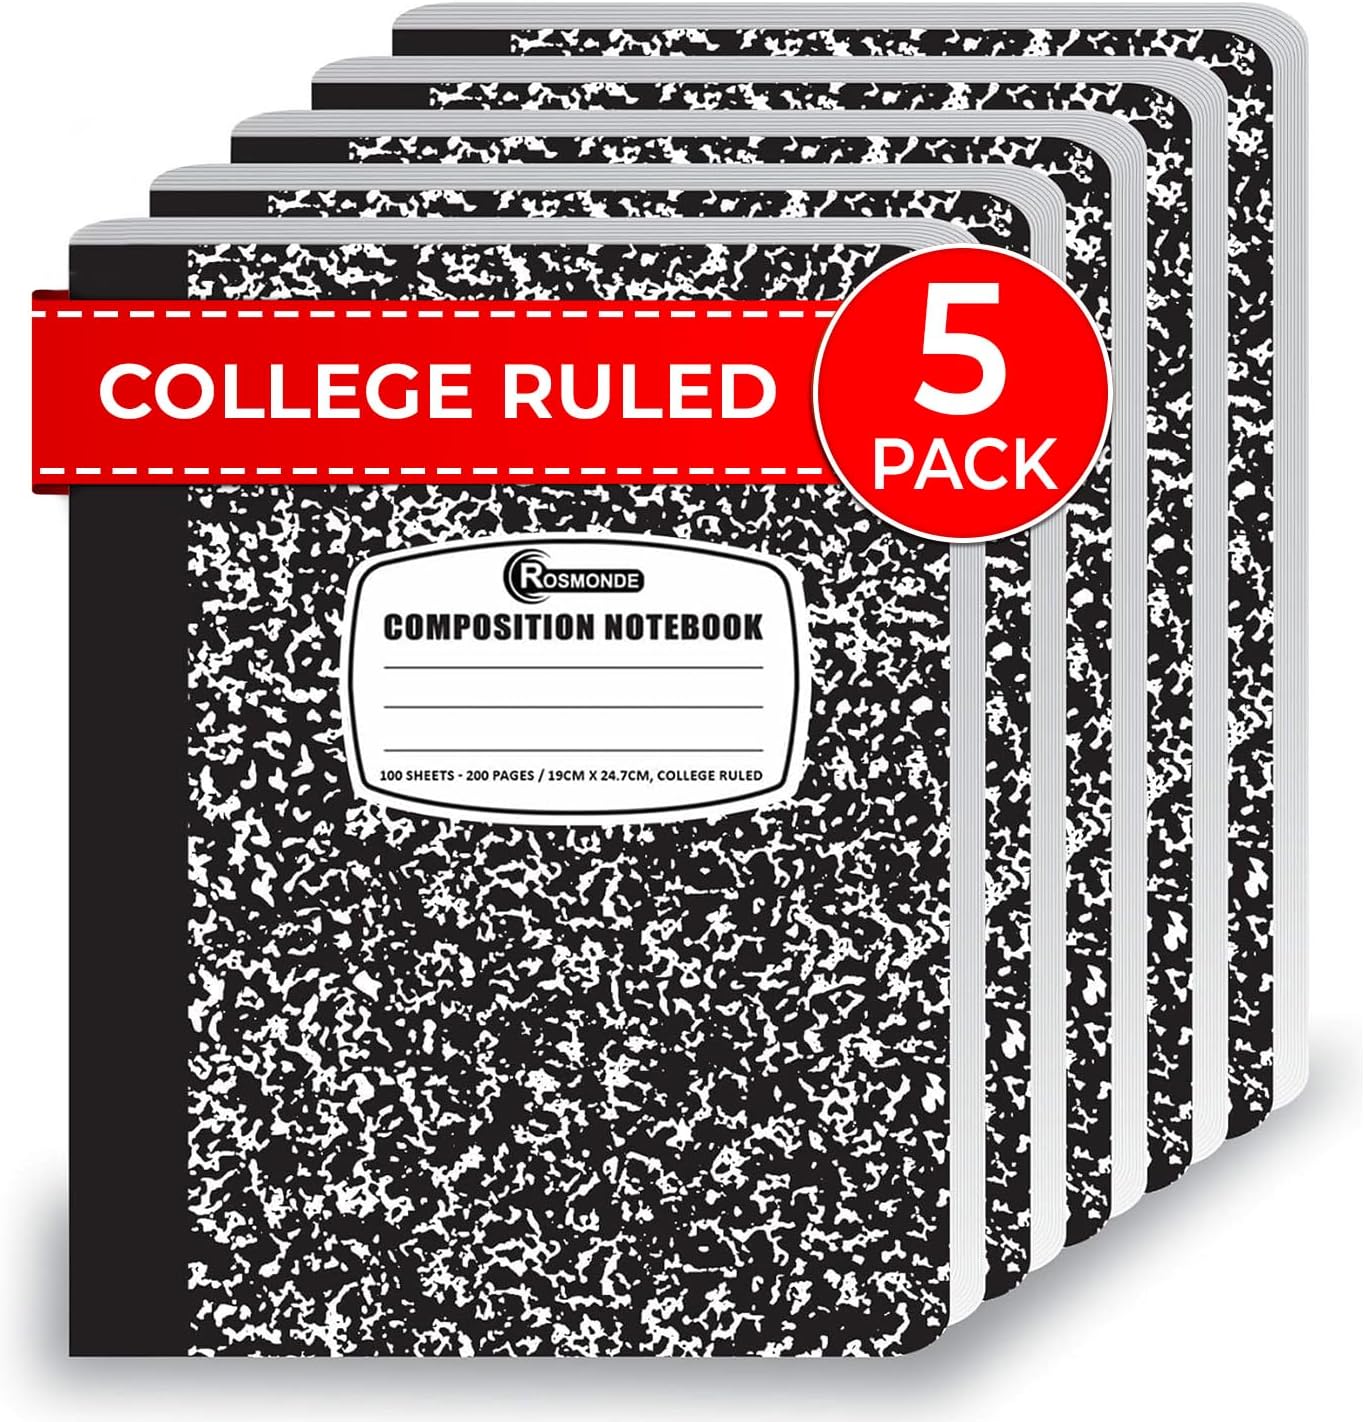 COLLEGE RULED
5
PACK
ROSMONDE
COMPOSITION NOTEBOOK
100 SHEETS - 200 PAGES / 19CM X 24.7CM, COLLEGE RULED